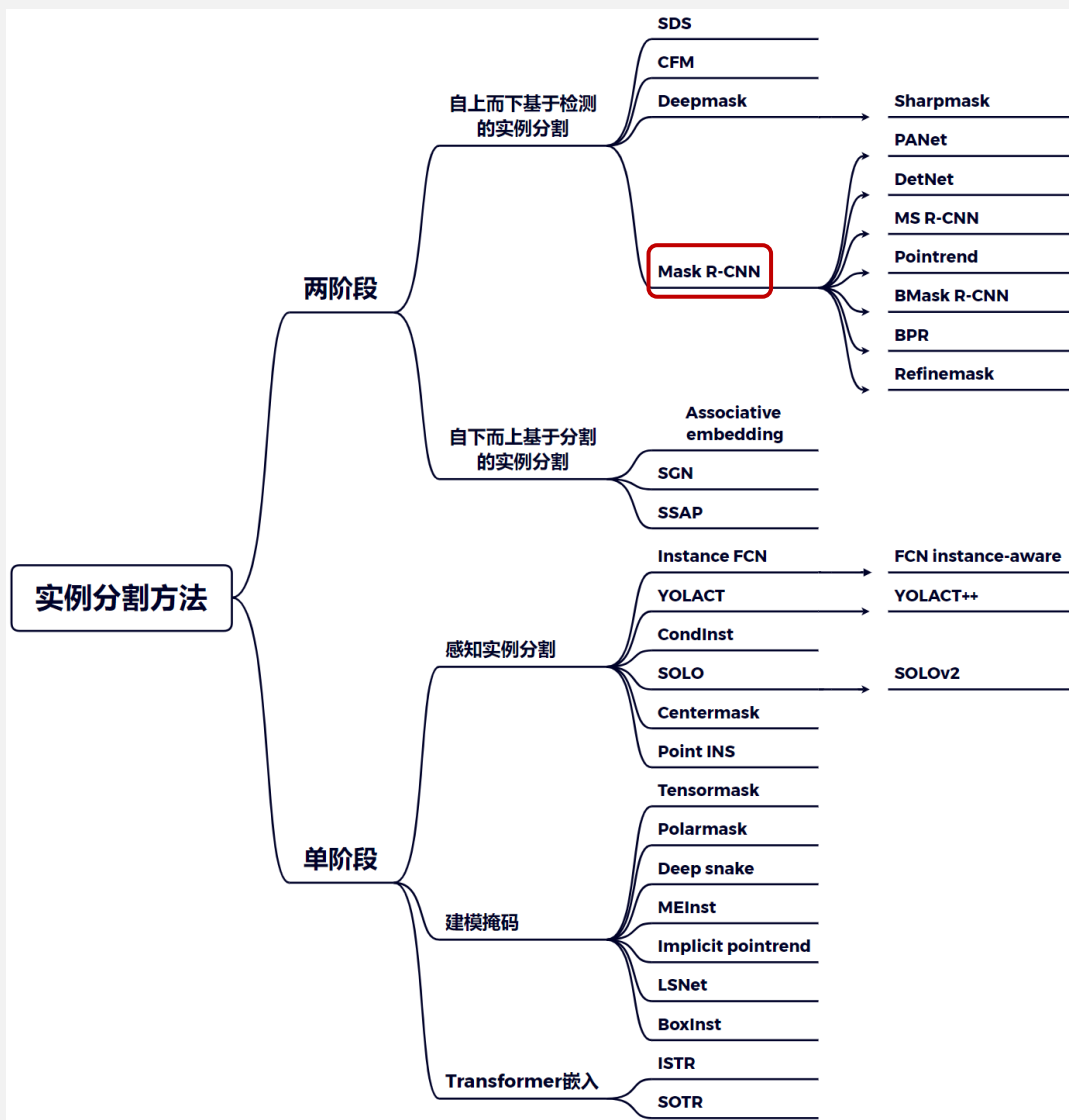 实例分割方法
两阶段
自上而下基于检测
的实例分割
SDS
CFM
Deepmask
Sharpmask
Mask R-CNN
PANet
DetNet
MS R-CNN
Pointrend
BMask R-CNN
BPR
Refinemask
自下而上基于分割
的实例分割
Associative
embedding
SGN
SSAP
单阶段
感知实例分割
Instance FCN
FCN instance-aware
YOLACT
YOLACT++
CondInst
SOLO
SOLOv2
Centermask
Point INS
建模掩码
Tensormask
Polarmask
Deep snake
MEInst
Implicit pointrend
LSNet
BoxInst
Transformer嵌入
ISTR
SOTR